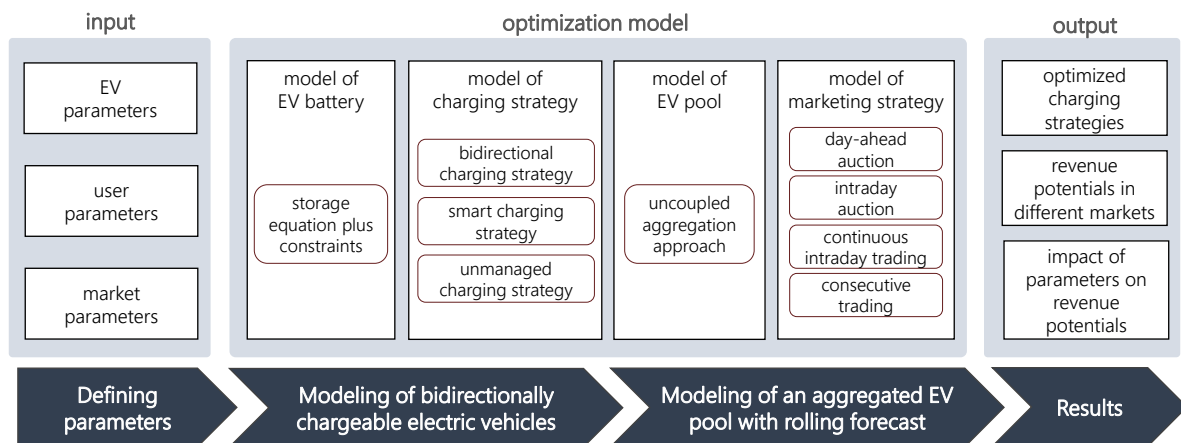 input
optimization model
output
EV
parameters
user
parameters
market
parameters
model of
EV battery
storage
equation plus
constraints
model of
charging strategy
bidirectional
charging strategy
smart charging
strategy
unmanaged
charging strategy
model of
EV pool
uncoupled
aggregation
approach
model of
marketing strategy
day-ahead
auction
intraday
auction
continuous
intraday trading
consecutive
trading
optimized
charging
strategies
revenue
potentials in
different markets
impact of
parameters on
revenue
potentials
Defining
parameters
Modeling of bidirectionally
chargeable electric vehicles
Modeling of an aggregated EV
pool with rolling forecast
Results